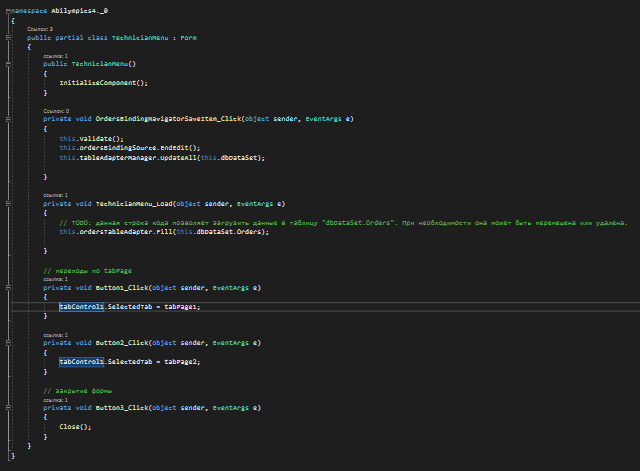 namespace Abilympics4._0
{
Ссылок: 3
public partial class TechnicianMenu : Form
{
ссылка: 1
public TechnicianMenu()
{
InitializeComponent();
}
Ссылок: 0
private void OrdersBindingNavigatorSaveItem_Click(object sender, EventArgs e)
{
this.Validate();
this.ordersBindingSource.EndEdit();
this.tableAdapterManager.UpdateAll(this.dbDataSet);
}
ссылка: 1
private void TechnicianMenu_Load(object sender, EventArgs e)
{
// TODO: данная строка кода позволяет загрузить данные в таблицу "dbDataSet.Orders". При необходимости она может быть перемещена или удалена.
this.ordersTableAdapter.Fill(this.dbDataSet.Orders);
}
// переходы по tabPage
ссылка: 1
private void Button1_Click(object sender, EventArgs e)
{
tabControl1.SelectedTab = tabPage1;
}
ссылка: 1
private void Button2_Click(object sender, EventArgs e)
{
tabControl1.SelectedTab = tabPage2;
}
// закрытие формы
ссылка: 1
private void Button3_Click(object sender, EventArgs e)
{
Close();
}
}
}